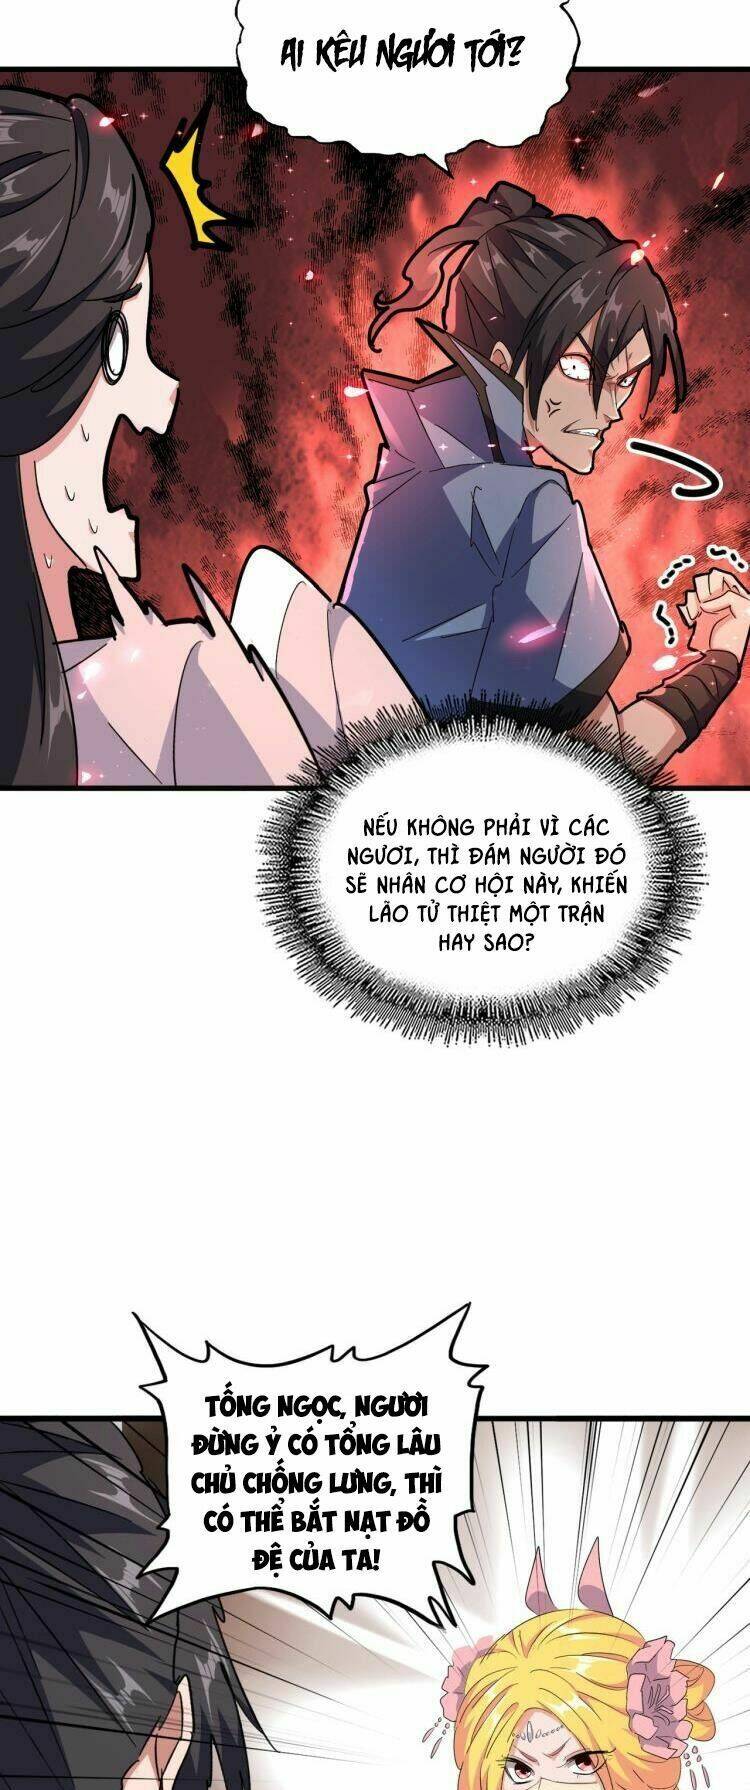 AI KÊU NGƯƠI TỚI?
NẾU KHÔNG PHẢI VÌ CÁC
NGƯƠI, THÌ ĐÁM NGƯỜI ĐÓ
SẼ NHÂN CƠ HỘI NÀY, KHIẾN
LÃO TỬ THIỆT MỘT TRẬN
HAY SAO?
TỐNG NGỌC, NGƯƠI
ĐỪNG Ỷ CÓ TỔNG LÂU
CHỦ CHỐNG LƯNG, THÌ
CÓ THỂ BẮT NẠT ĐỒ
ĐỆ CỦA TA!